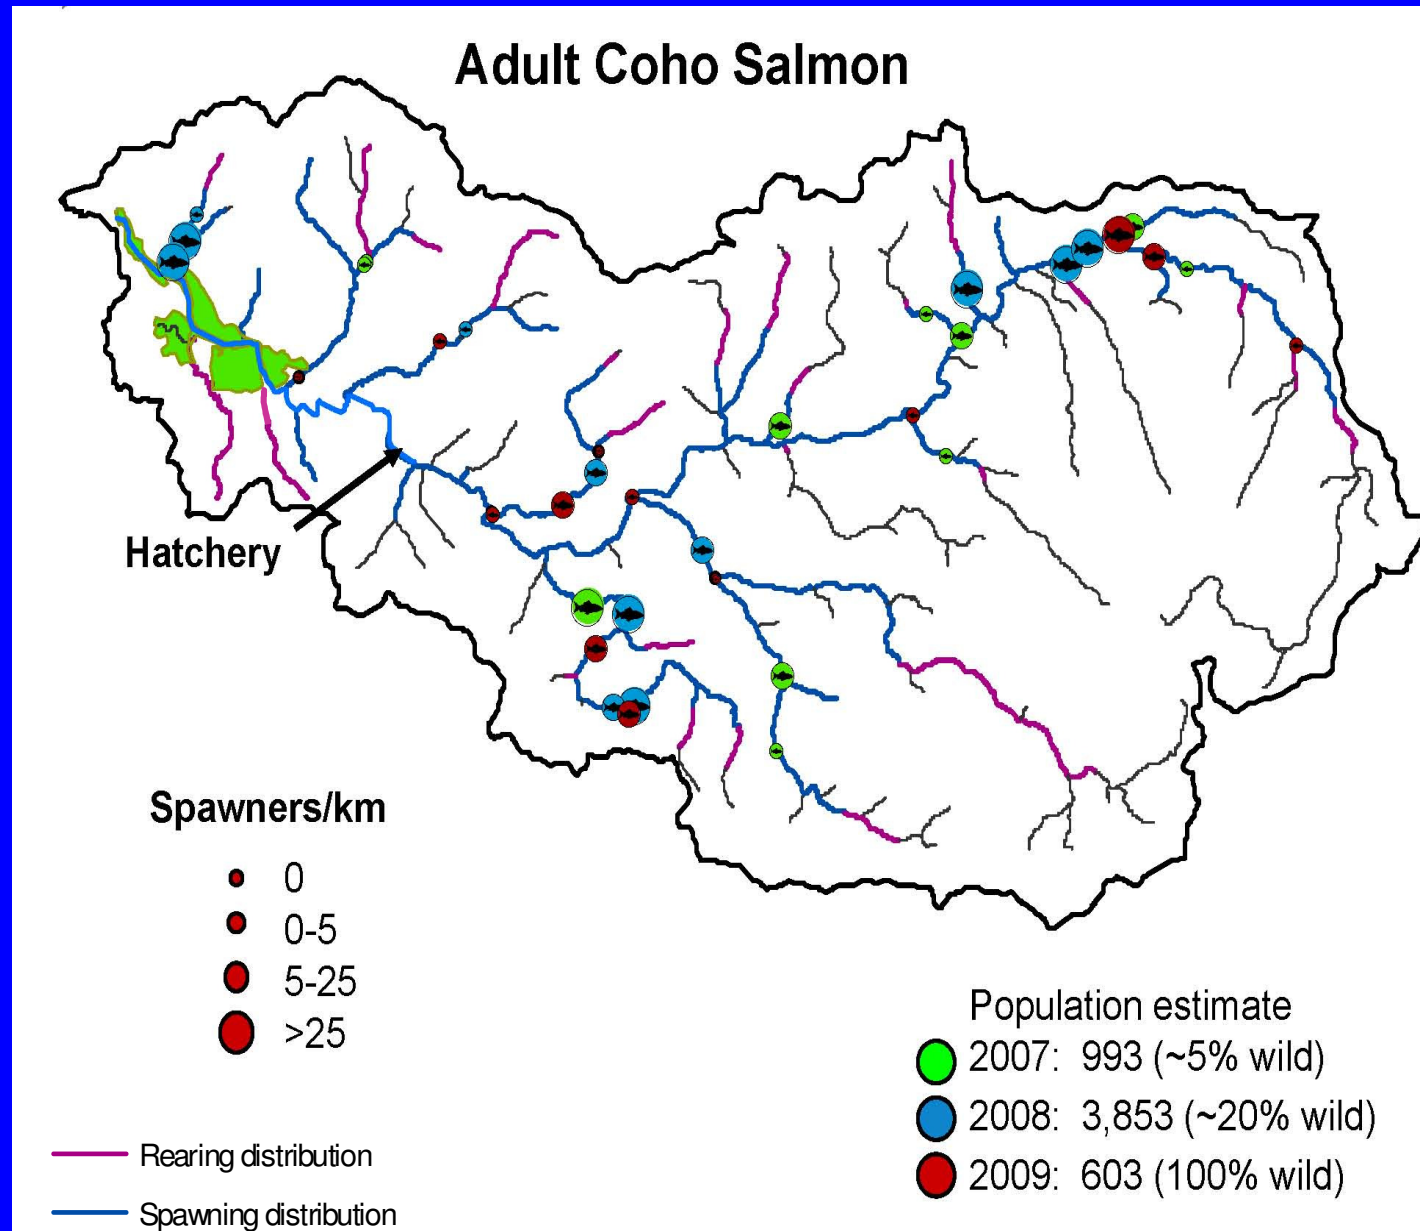 Adult Coho Salmon
Hatchery
Spawners/km
0
0-5
5-25
>25
Population estimate
2007: 993 (~5% wild)
2008: 3,853 (~20% wild)
2009: 603 (100% wild)
Rearing distribution
Spawning distribution